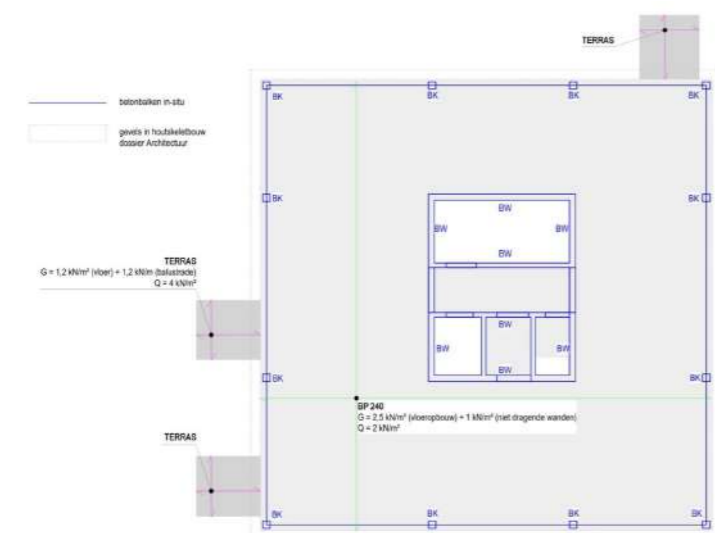 TERRAS
BK
BK
BK
BK
betonbalken in-situ
gevels in houtskeletbouw
dossier Architectuur
BK
BK
BW
BW
BW
BW
TERRAS
G = 1,2 kN/m² (vloer) + 1,2 kN/m (balustrade)
Q = 4 kN/m²
BW
BW
BW
BW
BK
BK
BP 240
G = 2,5 kN/m² (vloeropbouw) + 1 kN/m² (niet dragende wanden)
Q = 2 kN/m²
TERRAS
BK
BK
BK
BK